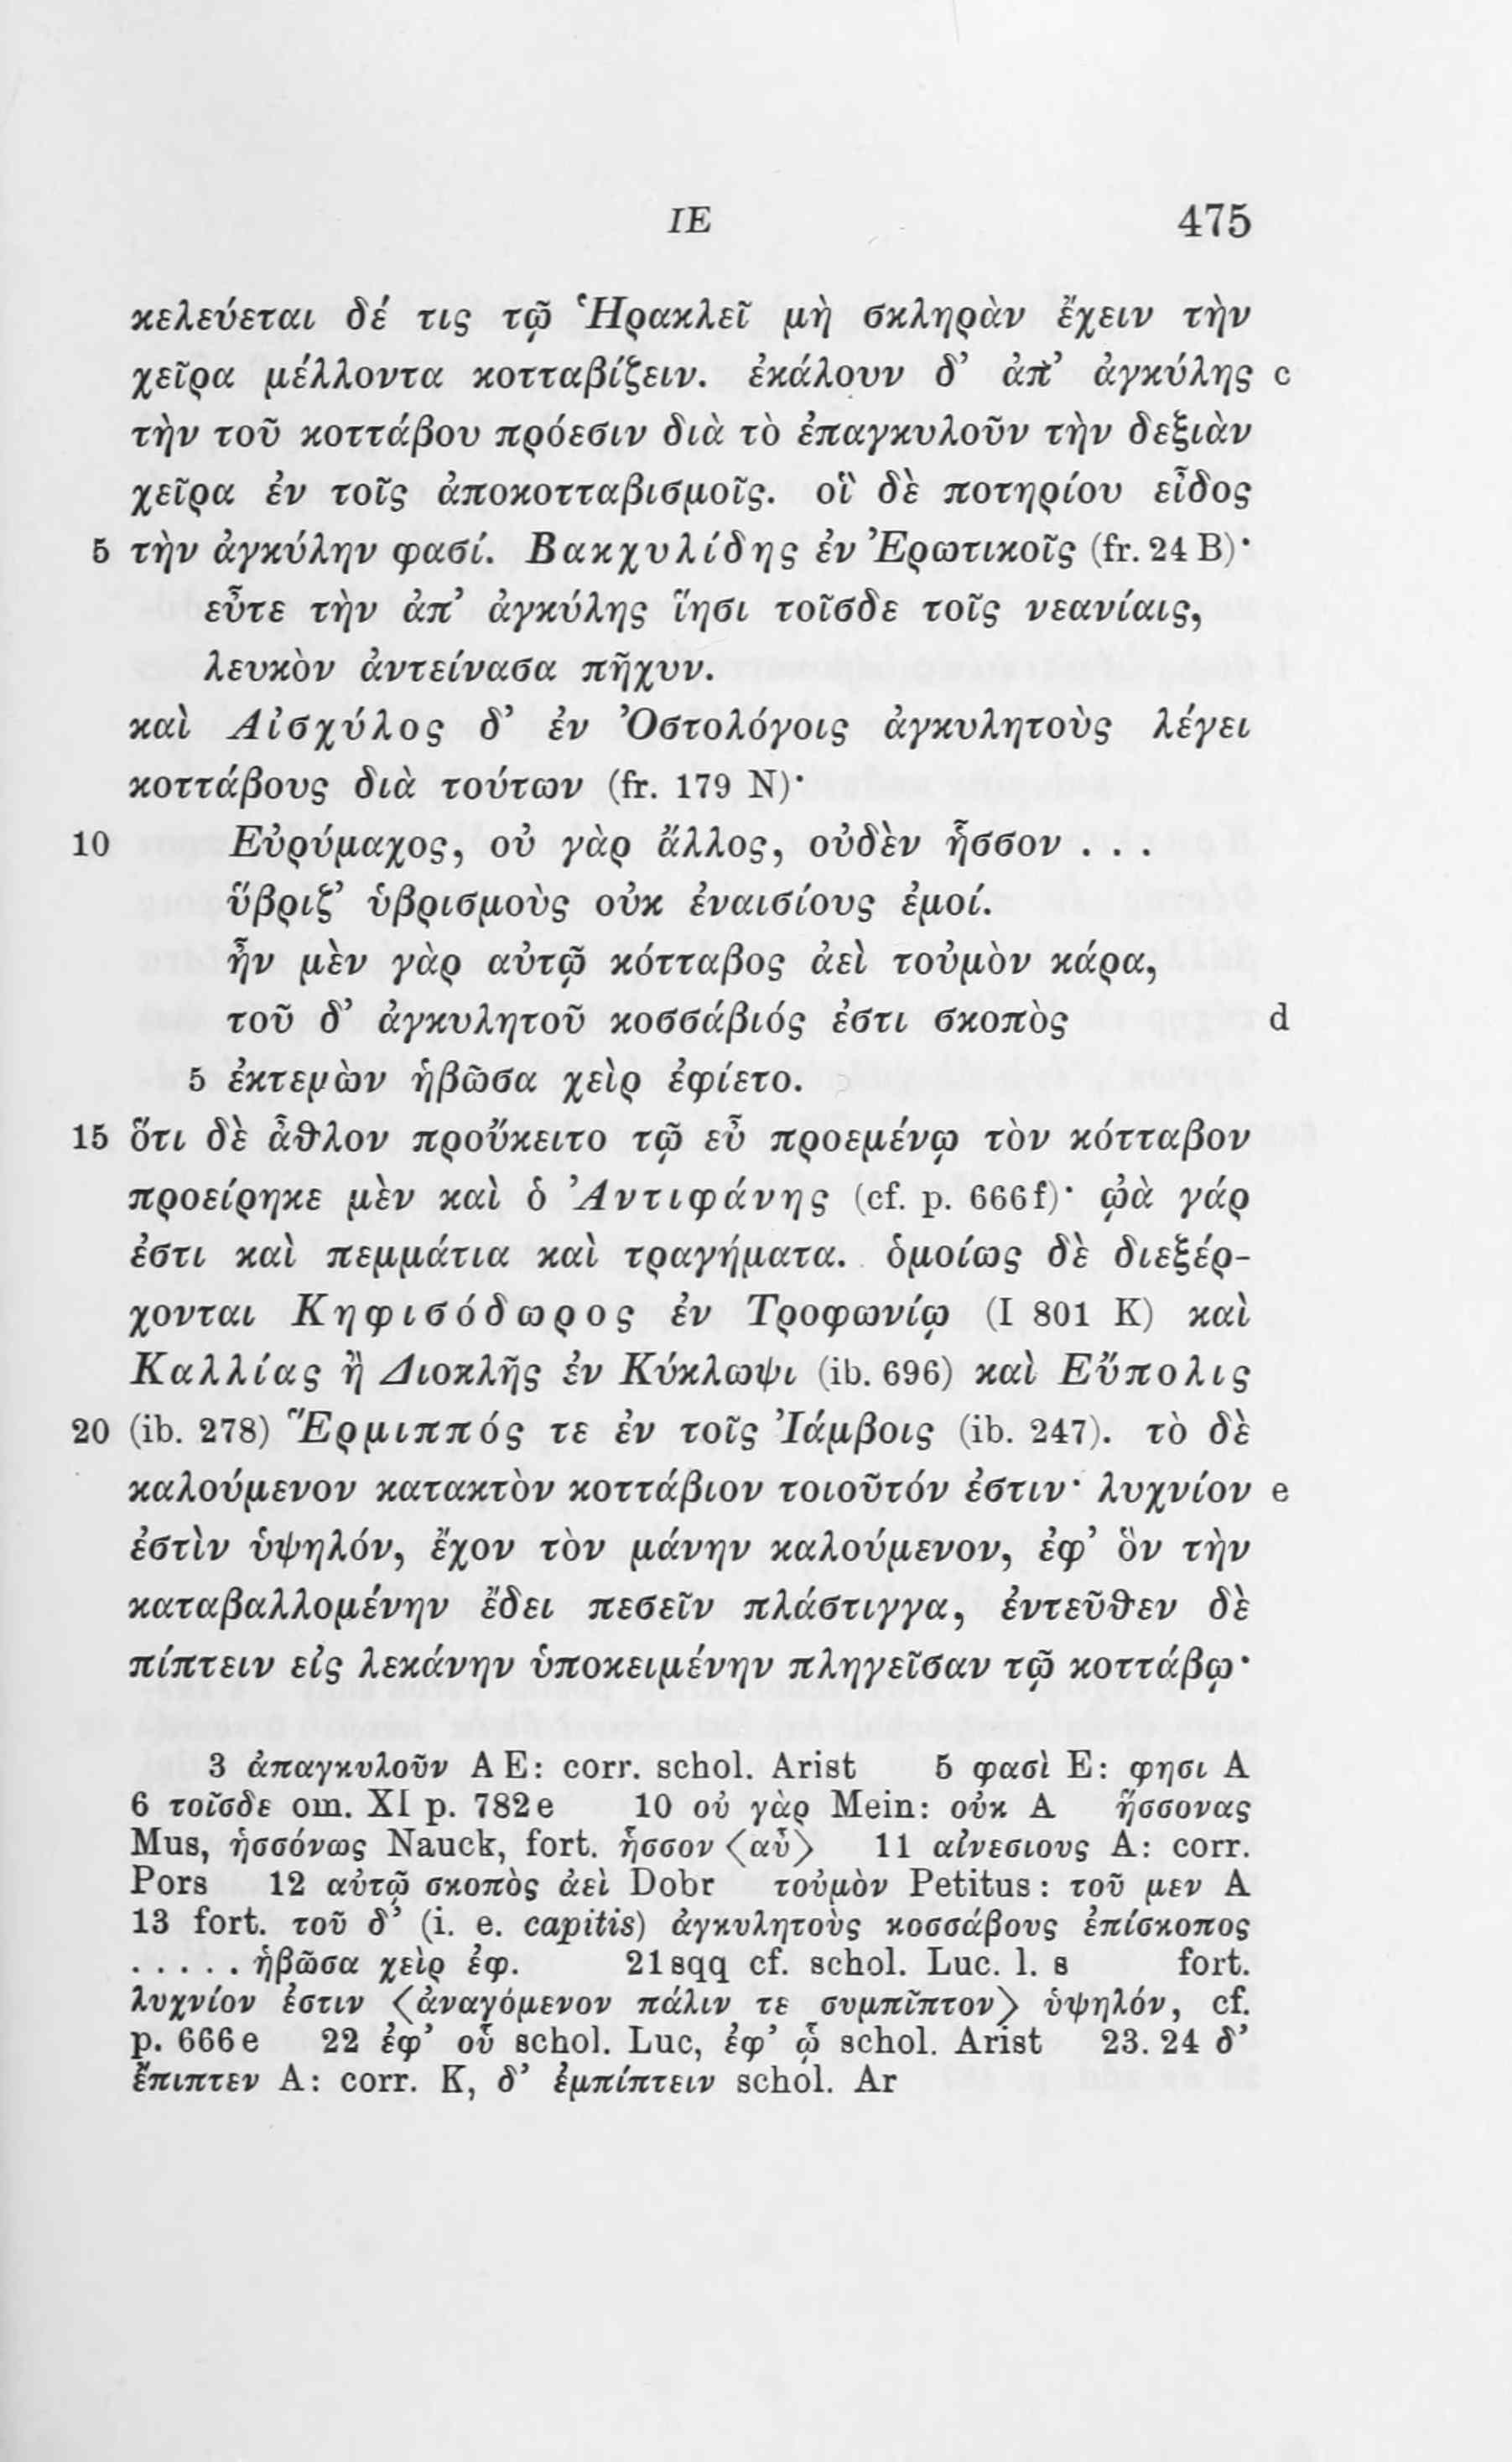 ΙΕ 475
κελεύεται δέ τις τῷ Ἡρακλεῖ μὴ σκληρὰν ἔχειν τὴν
χεῖρα μέλλοντα κοτταβίζειν. ἐκάλουν δ’ ἀπ’ ἀγκύλης c
τὴν τοῦ κοττάβου πρόεσιν διὰ τὸ ἐπαγκυλοῦν τὴν δεξιὰν
χεῖρα ἐν τοῖς ἀποκοτταβισμοῖς. οἳ δὲ ποτηρίου εἶδος
5 τὴν ἀγκύλην φασί. Βακχυλίδης ἐν Ἐρωτικοῖς (fr. 24 B)·
εὖτε τὴν ἀπ’ ἀγκύλης ἵησι τοῖσδε τοῖς νεανίαις,
λευκὸν ἀντείνασα πῆχυν.
καὶ Αἰσχύλος δ’ ἐν Ὀστολόγοις ἀγκυλητοὺς λέγει
κοττάβους διὰ τούτων (fr. 179 N)·
10 Εὐρύμαχος, οὐ γὰρ ἄλλος, οὐδὲν ἧσσον . . .
ὕβριζ’ ὑβρισμοὺς οὐκ ἐναισίους ἐμοί.
ἦν μὲν γὰρ αὐτῷ κότταβος ἀεὶ τοὐμὸν κάρα,
τοῦ δ’ ἀγκυλητοῦ κοσσάβιός ἐστι σκοπὸς d
5 ἐκτεμὼν ἡβῶσα χεὶρ ἐφίετο.
15 ὅτι δὲ ἆθλον προὔκειτο τῷ εὖ προεμένῳ τὸν κότταβον
προείρηκε μὲν καὶ ὁ Ἀντιφάνης (cf. p. 666f)· ᾠὰ γάρ
ἐστι καὶ πεμμάτια καὶ τραγήματα. ὁμοίως δὲ διεξέρ-
χονται Κηφισόδωρος ἐν Τροφωνίῳ (I 801 K) καὶ
Καλλίας ἢ Διοκλῆς ἐν Κύκλωψι (ib. 696) καὶ Εὔπολις
20 (ib. 278) Ἕρμιππός τε ἐν τοῖς Ἰάμβοις (ib. 247). τὸ δὲ
καλούμενον κατακτὸν κοττάβιον τοιοῦτόν ἐστιν· λυχνίον e
ἐστὶν ὑψηλόν, ἔχον τὸν μάνην καλούμενον, ἐφ’ ὃν τὴν
καταβαλλομένην ἔδει πεσεῖν πλάστιγγα, ἐντεῦθεν δὲ
πίπτειν εἰς λεκάνην ὑποκειμένην πληγεῖσαν τῷ κοττάβῳ·
3 ἀπαγκυλοῦν A E: corr. schol. Arist 5 φασὶ E: φησι A
6 τοῖσδε om. XI p. 782e 10 οὐ γὰρ Mein: οὐκ A ἥσσονας
Mus, ἡσσόνως Nauck, fort. ἧσσον ⟨αὖ⟩ 11 αἰνεσιους A: corr.
Pors 12 αὐτῷ σκοπὸς ἀεὶ Dobr τοὐμὸν Petitus: τοῦ μεν A
13 fort. τοῦ δ’ (i. e. capitis) ἀγκυλητοὺς κοσσάβους ἐπίσκοπος
. . . . . ἡβῶσα χεὶρ ἐφ. 21sqq cf. schol. Luc. l. s fort.
λυχνίον ἐστιν ⟨ἀναγόμενον πάλιν τε συμπῖπτον⟩ ὑψηλόν, cf.
p. 666e 22 ἐφ’ οὗ schol. Luc, ἐφ’ ᾧ schol. Arist 23. 24 δ’
ἔπιπτεν A: corr. K, δ’ ἐμπίπτειν schol. Ar